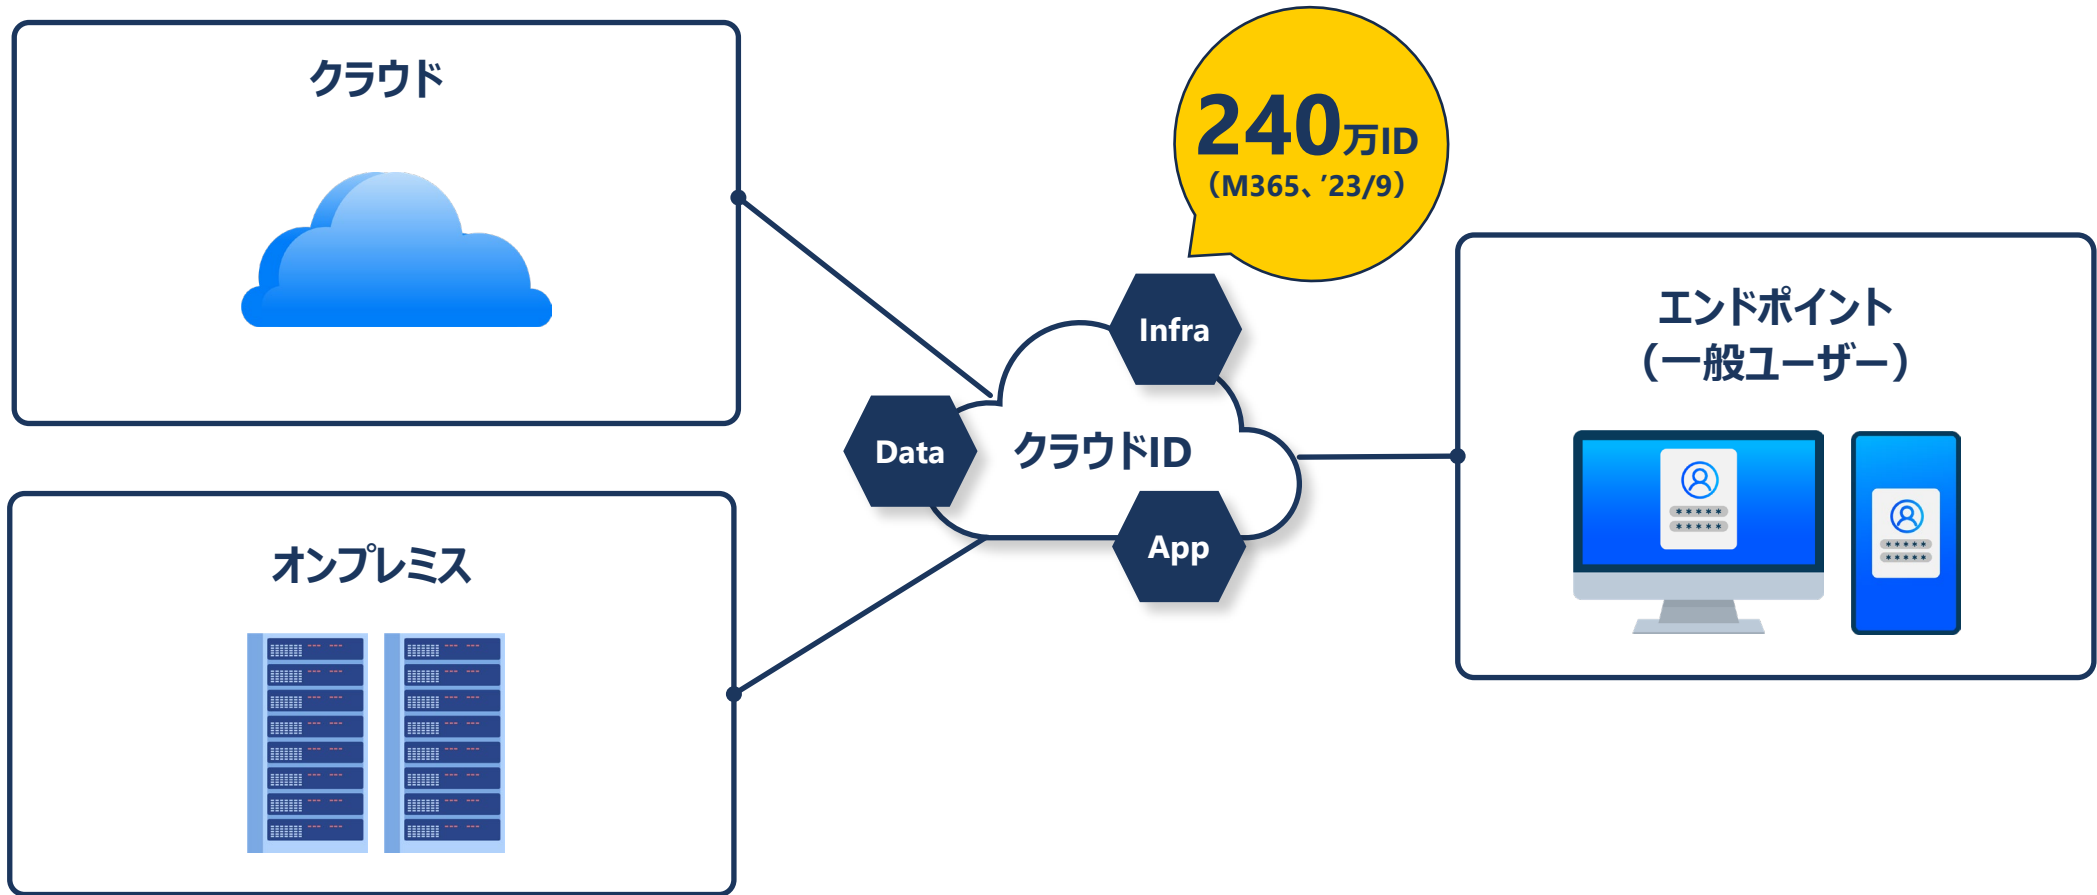 クラウド
240万ID
（M365、’23/9）
Infra
Data
クラウドID
App
エンドポイント
（一般ユーザー）
*****
*****
*****
*****
オンプレミス